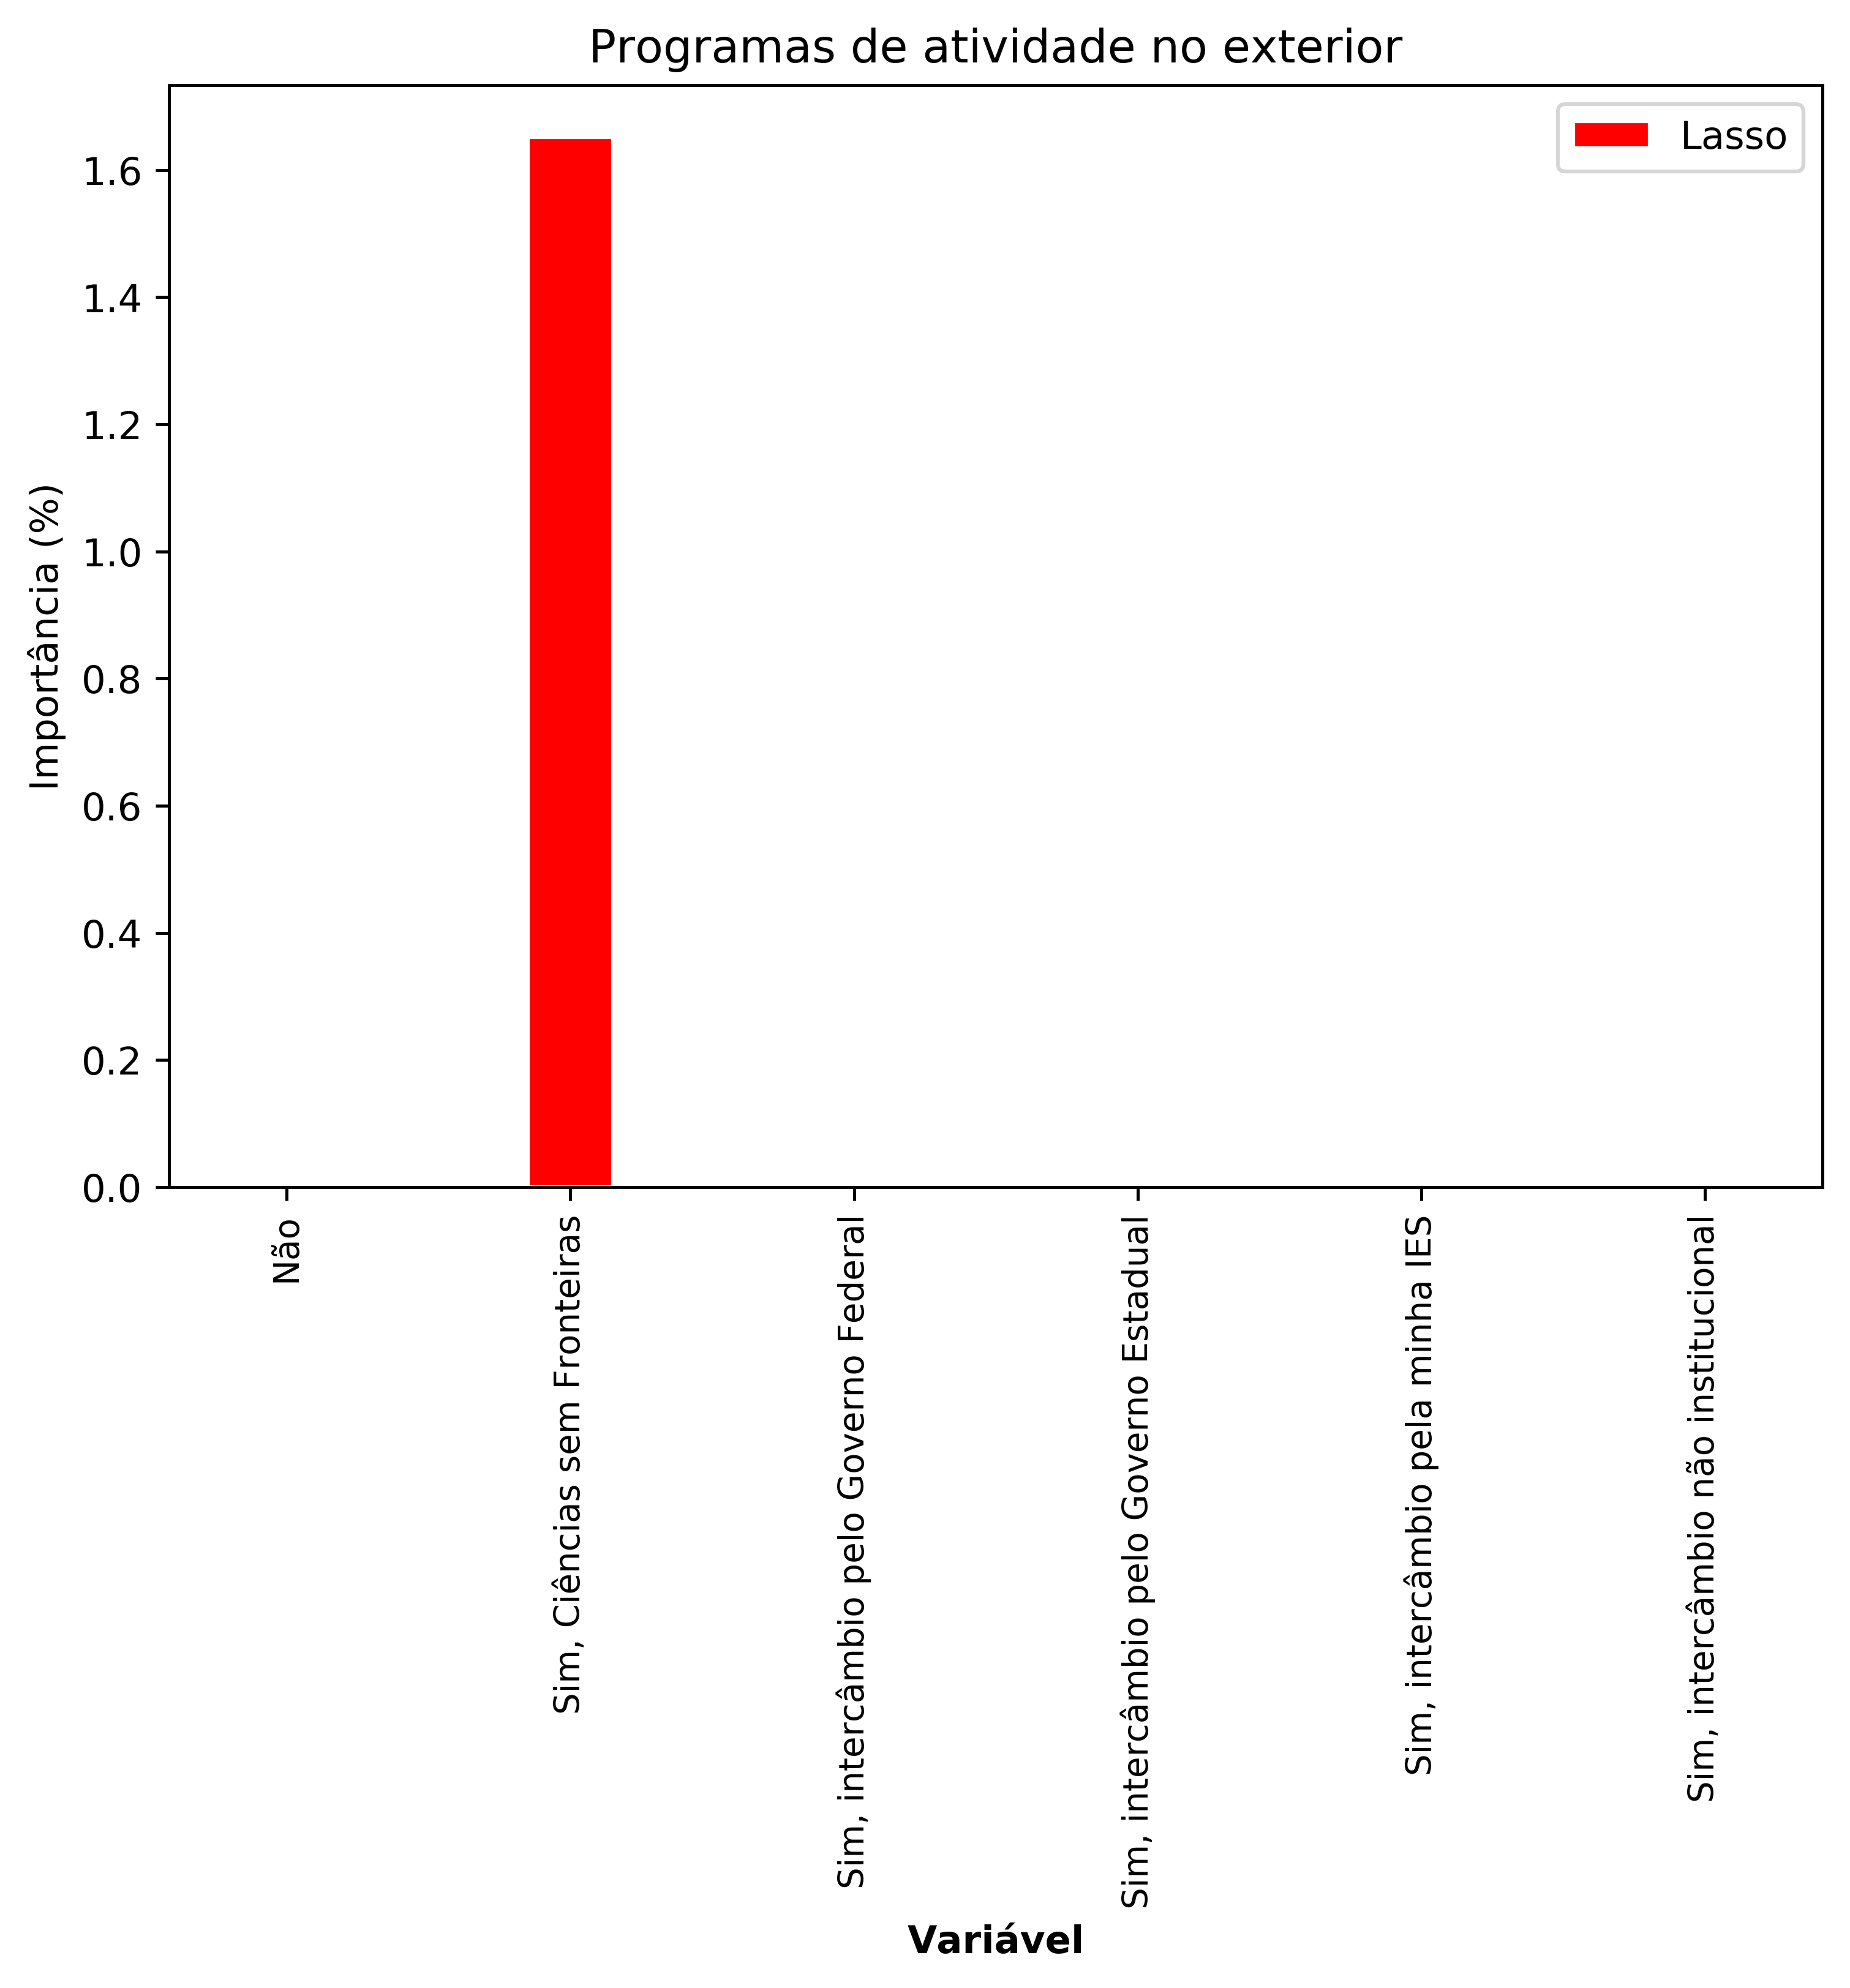 Programas de atividade no exterior
Lasso
Importância (%)
1.6
1.4
1.2
1.0
0.8
0.6
0.4
0.2
0.0
Não
Sim, Ciências sem Fronteiras
Sim, intercâmbio pelo Governo Federal
Sim, intercâmbio pelo Governo Estadual
Sim, intercâmbio pela minha IES
Sim, intercâmbio não institucional
Variável